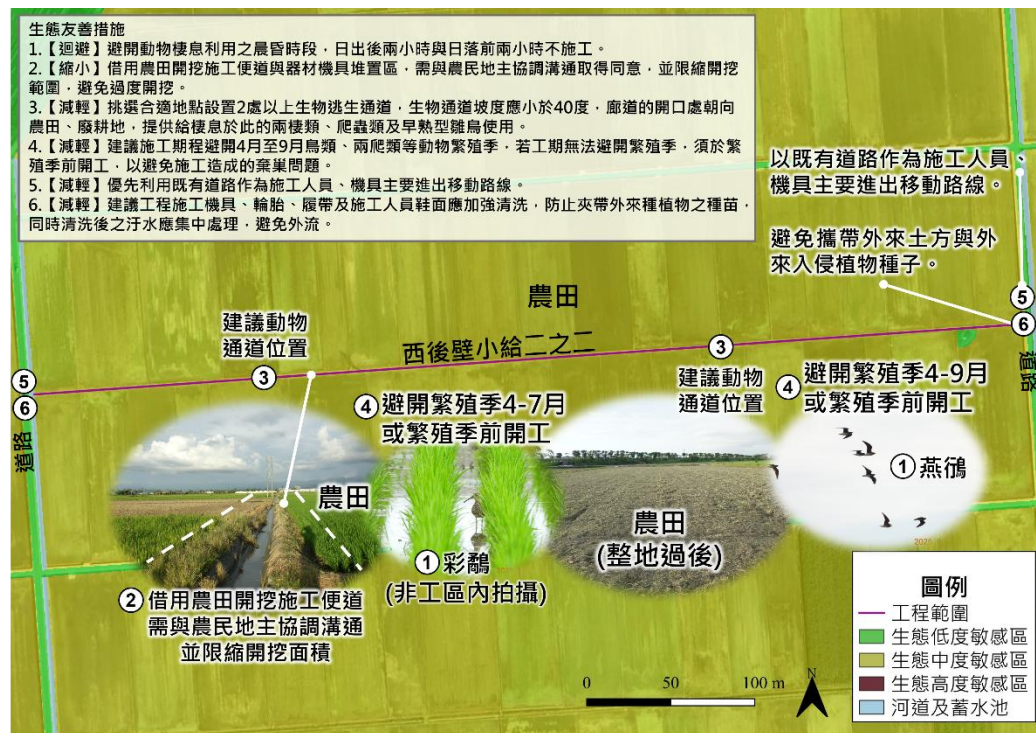 生態友善措施
1.【迴避】避開動物棲息利用之晨昏時段，日出後兩小時與日落前兩小時不施工。
2.【縮小】借用農田開挖施工便道與器材機具堆置區，需與農民地主協調溝通取得同意，並限縮開挖
範圍，避免過度開挖。
3.【減輕】挑選合適地點設置2處以上生物逃生通道，生物通道坡度應小於40度，廊道的開口處朝向
農田、廢耕地，提供給棲息於此的兩棲類、爬蟲類及早熟型雛鳥使用。
4.【減輕】建議施工期程避開4月至9月鳥類、兩爬類等動物繁殖季，若工期無法避開繁殖季，須於繁
殖季前開工，以避免施工造成的棄巢問題。
5.【減輕】優先利用既有道路作為施工人員、機具主要進出移動路線。
6.【減輕】建議工程施工機具、輪胎、履帶及施工人員鞋面應加強清洗，防止夾帶外來種植物之種苗，
同時清洗後之汙水應集中處理，避免外流。
以既有道路作為施工人員、
機具主要進出移動路線。
避免攜帶外來土方與外
來入侵植物種子。
農田
⑤
⑥
建議動物
通道位置
③
西後壁小給二之二
③
建議動物
通道位置
⑤
⑥
道路
道路
④避開繁殖季4-7月
或繁殖季前開工
④避開繁殖季4-9月
或繁殖季前開工
農田
①彩鷸
(非工區內拍攝)
農田
(整地過後)
①燕鴴
②借用農田開挖施工便道
需與農民地主協調溝通
並限縮開挖面積
圖例
工程範圍
生態低度敏感區
生態中度敏感區
生態高度敏感區
河道及蓄水池
0 50 100 m
N